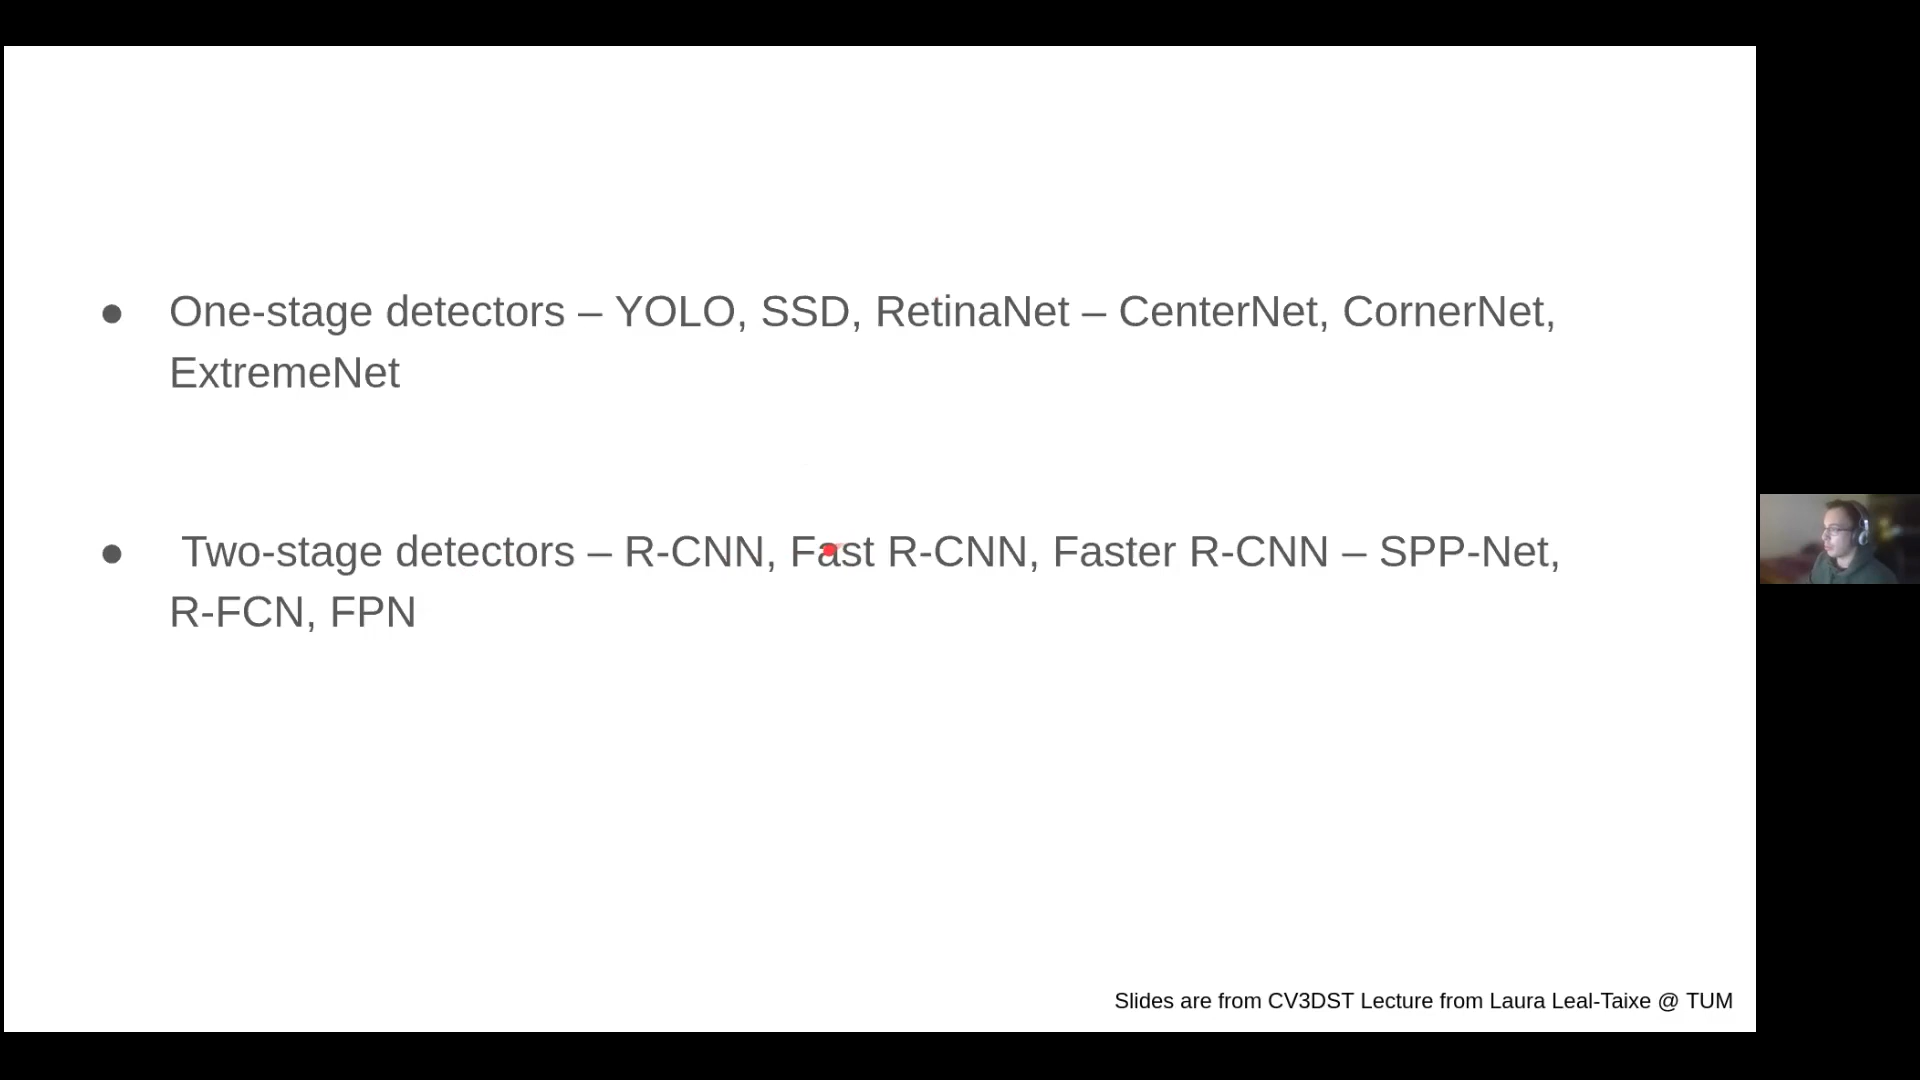 ● One-stage detectors – YOLO, SSD, RetinaNet – CenterNet, CornerNet,
ExtremeNet
● Two-stage detectors – R-CNN, Fast R-CNN, Faster R-CNN – SPP-Net,
R-FCN, FPN
Slides are from CV3DST Lecture from Laura Leal-Taixe @ TUM